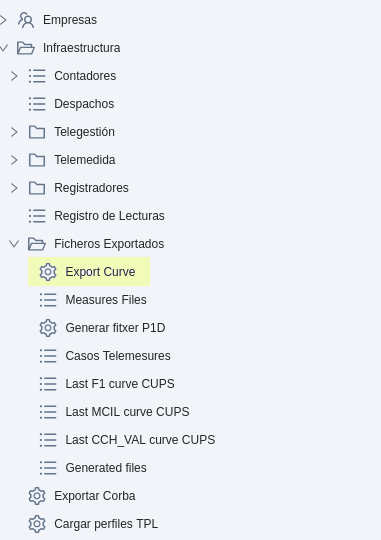 Empresas
Infraestructura
Contadores
Despachos
Telegestión
Telemedida
Registradores
Registro de Lecturas
Ficheros Exportados
Export Curve
Measures Files
Generar fitxer P1D
Casos Telemesures
Last F1 curve CUPS
Last MCIL curve CUPS
Last CCH_VAL curve CUPS
Generated files
Exportar Corba
Cargar perfiles TPL